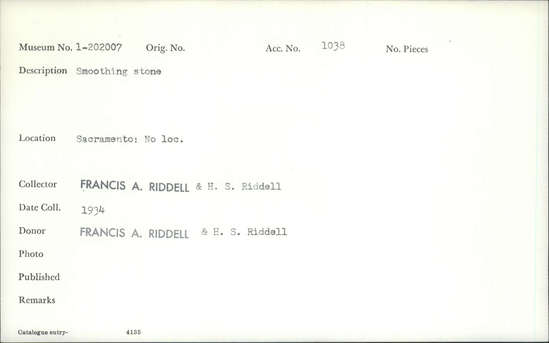 Museum No. 1-202007 Orig. No. Acc. No. 1038 No. Pieces
Description Smoothing stone
Location Sacramento: No loc.
Collector FRANCIS A. RIDDELL & H. S. Riddell
Date Coll. 1934
Donor FRANCIS A. RIDDELL & H. S. Riddell
Photo
Published
Remarks
Catalogue entry- 4135